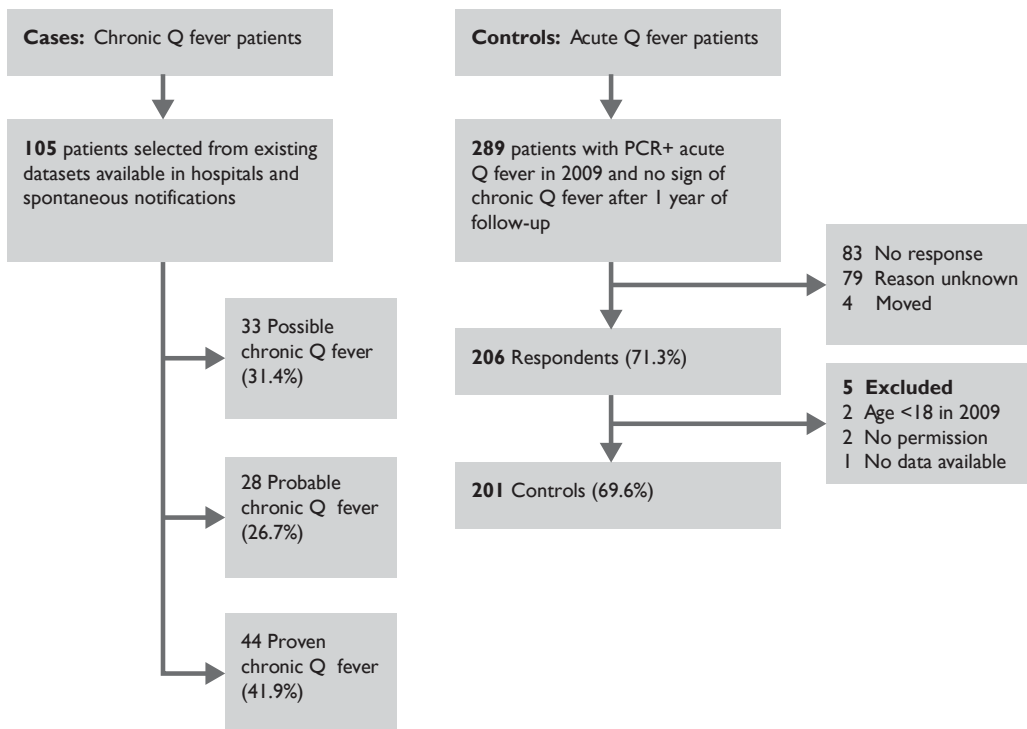 Cases: Chronic Q fever patients
105 patients selected from existing
datasets available in hospitals and
spontaneous notifications
33 Possible
chronic Q fever
(31.4%)
28 Probable
chronic Q fever
(26.7%)
44 Proven
chronic Q fever
(41.9%)
Controls: Acute Q fever patients
289 patients with PCR+ acute
Q fever in 2009 and no sign of
chronic Q fever after 1 year of
follow-up
83 No response
79 Reason unknown
4 Moved
206 Respondents (71.3%)
5 Excluded
2 Age <18 in 2009
2 No permission
1 No data available
201 Controls (69.6%)